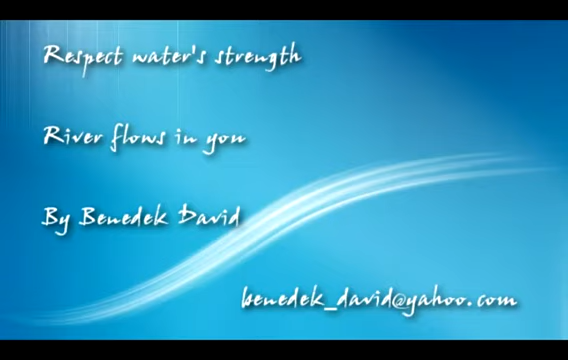 Respect water's strength
River flows in you
By Benedek David
benedek_david@yahoo.com